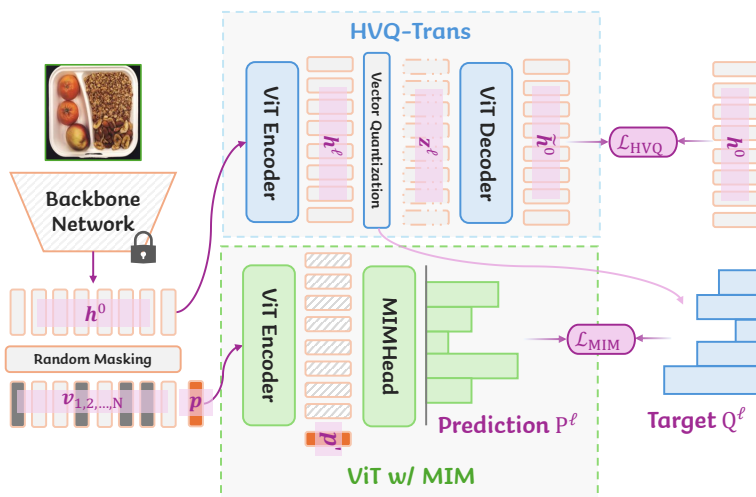 HVQ-Trans
ViT Encoder
h^ℓ
Vector Quantization
z^ℓ
ViT Decoder
h̃^0
ℒ_HVQ
h^0
Backbone
Network
h^0
Random Masking
v_1,2,...,N
p
ViT Encoder
p'
MIMHead
ℒ_MIM
Prediction P^ℓ
Target Q^ℓ
ViT w/ MIM